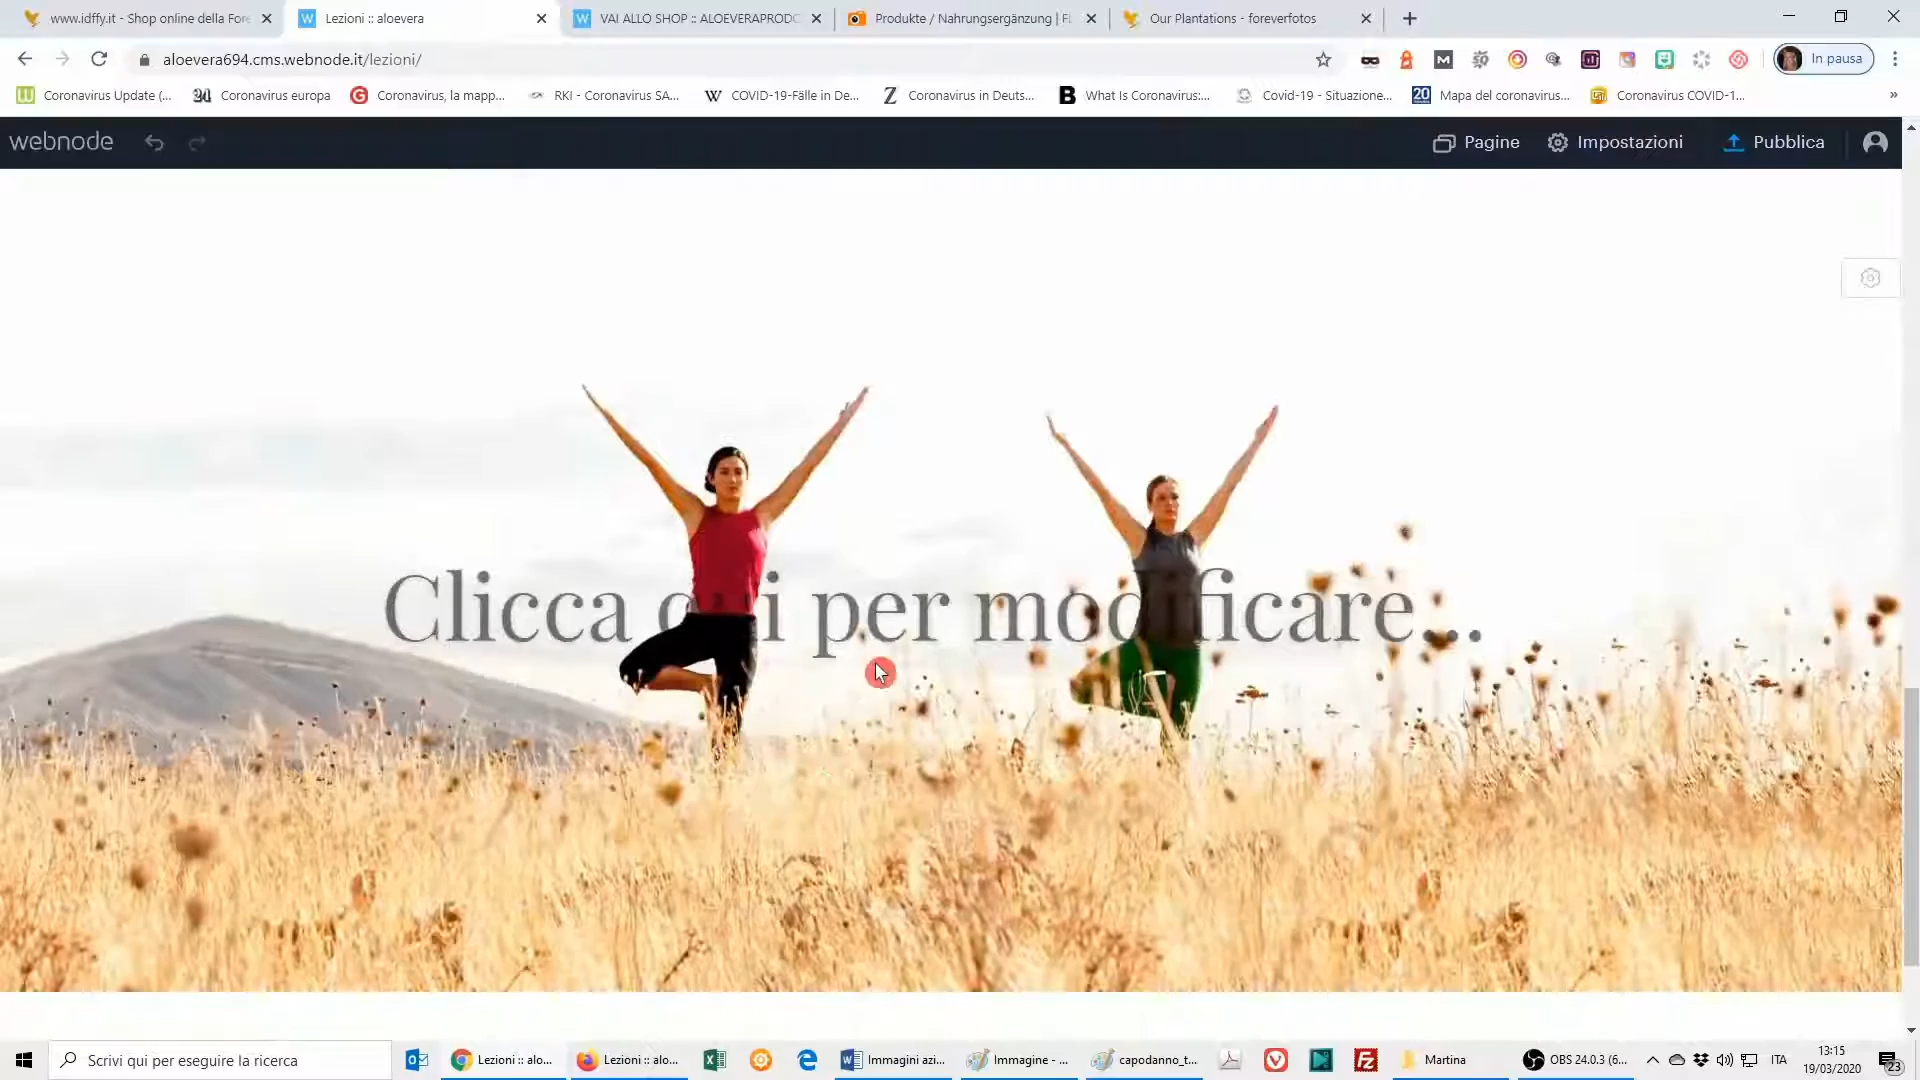 www.idffy.it - Shop online della Fore
Lezioni :: aloevera
VAI ALLO SHOP :: ALOEVERAPRODO
Produkte / Nahrungsergänzung | FL
Our Plantations - foreverfotos
aloevera694.cms.webnode.it/lezioni/
In pausa
Coronavirus Update (...
Coronavirus europa
Coronavirus, la mapp...
RKI - Coronavirus SA...
COVID-19-Fälle in De...
Coronavirus in Deuts...
What Is Coronavirus:...
Covid-19 - Situazione...
Mapa del coronavirus...
Coronavirus COVID-1...
webnode
Pagine
Impostazioni
Pubblica
Clicca qui per modificare...
Scrivi qui per eseguire la ricerca
Lezioni :: alo...
Lezioni :: alo...
Immagini azi...
Immagine - ...
capodanno_t...
Martina
OBS 24.0.3 (6...
ITA
13:15
19/03/2020
23